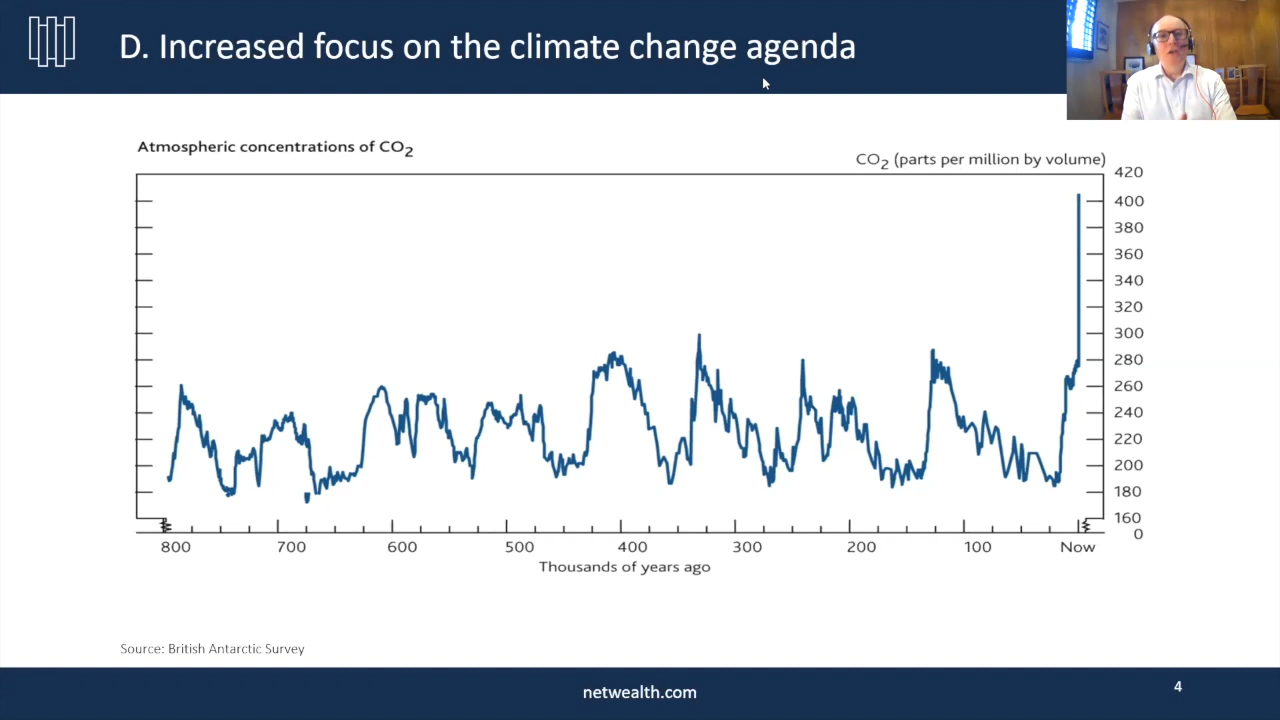 D. Increased focus on the climate change agenda
Atmospheric concentrations of CO2
CO2 (parts per million by volume)
420
400
380
360
340
320
300
280
260
240
220
200
180
160
0
800 700 600 500 400 300 200 100 Now
Thousands of years ago
Source: British Antarctic Survey
netwealth.com
4